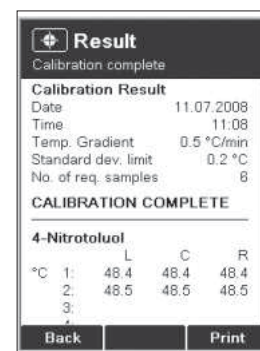 Result
Calibration complete
Calibration Result
Date 11.07.2008
Time 11:08
Temp. Gradient 0.5 °C/min
Standard dev. limit 0.2 °C
No. of req. samples 6
CALIBRATION COMPLETE
4-Nitrotoluol
L C R
°C 1: 48.4 48.4 48.4
2: 48.5 48.5 48.5
3:
Back Print